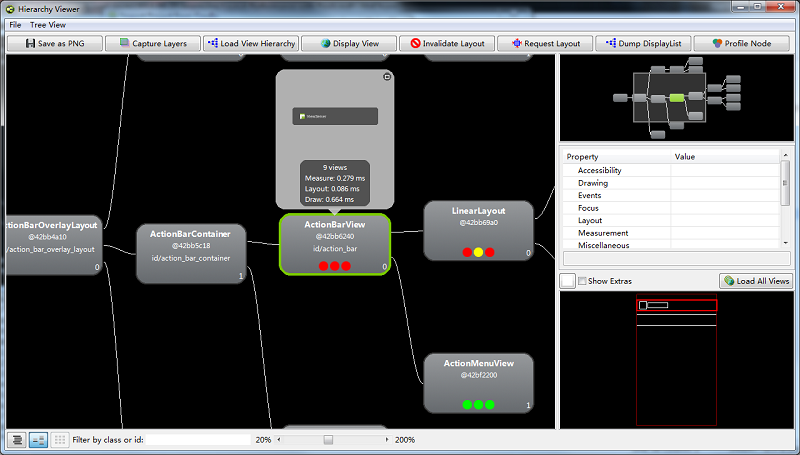 Hierarchy Viewer
File Tree View
Save as PNG Capture Layers Load View Hierarchy Display View Invalidate Layout Request Layout Dump DisplayList Profile Node
9 views
Measure: 0.279 ms
Layout: 0.086 ms
Draw: 0.664 ms
ctionBarOverlayLayout
@42bb4a10
/action_bar_overlay_layout
0
ActionBarContainer
@42bb5c18
id/action_bar_container
1
ActionBarView
@42bb6240
id/action_bar
0
LinearLayout
@42bb69a0
0
ActionMenuView
@42bf2200
1
Property Value
Accessibility
Drawing
Events
Focus
Layout
Measurement
Miscellaneous
Show Extras Load All Views
Filter by class or id: 20% 200%